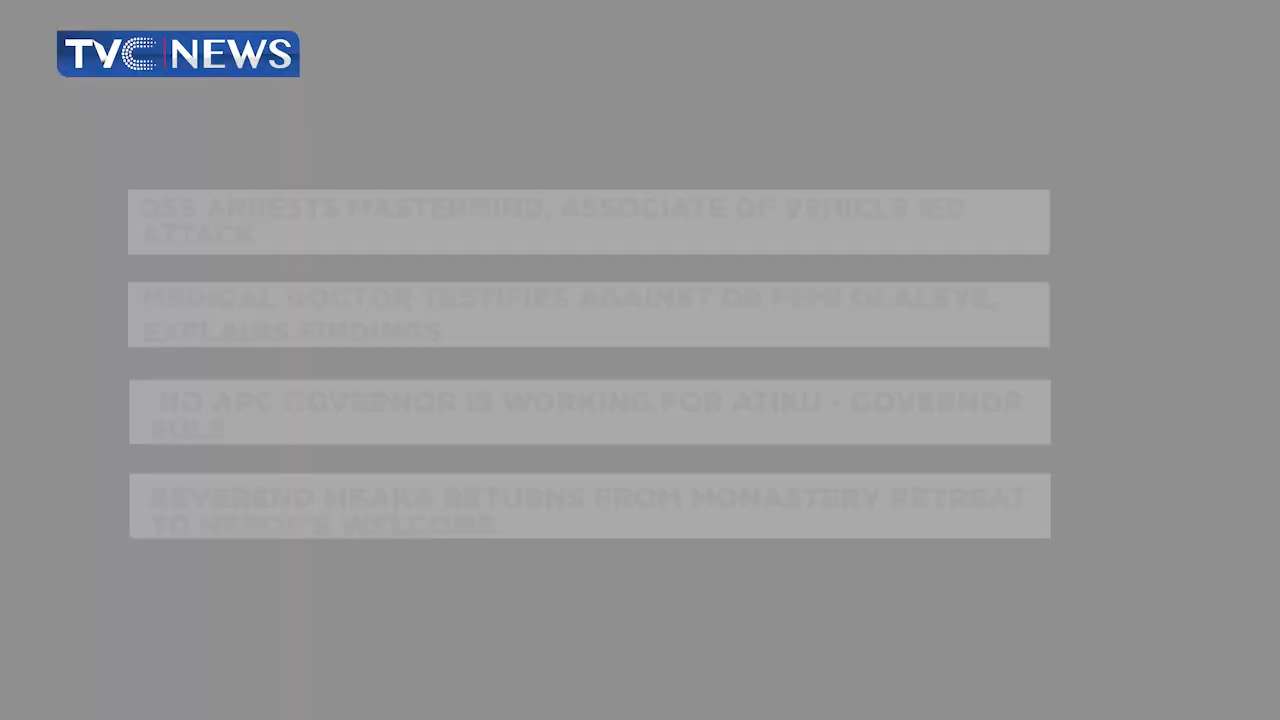 TVC NEWS
DSS ARRESTS MASTERMIND, ASSOCIATE OF VEHICLE IED
ATTACK
MEDICAL DOCTOR TESTIFIES AGAINST DR FEMI OLALEYE,
EXPLAINS FINDINGS
NO APC GOVERNOR IS WORKING FOR ATIKU - GOVERNOR
SULE
REVEREND MBAKA RETURNS FROM MONASTERY RETREAT
TO HEROE'S WELCOME